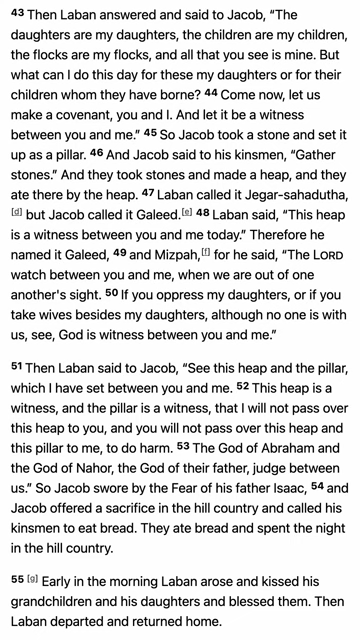 43 Then Laban answered and said to Jacob, “The
daughters are my daughters, the children are my children,
the flocks are my flocks, and all that you see is mine. But
what can I do this day for these my daughters or for their
children whom they have borne? 44 Come now, let us
make a covenant, you and I. And let it be a witness
between you and me.” 45 So Jacob took a stone and set it
up as a pillar. 46 And Jacob said to his kinsmen, “Gather
stones.” And they took stones and made a heap, and they
ate there by the heap. 47 Laban called it Jegar-sahadutha,
[d] but Jacob called it Galeed.[e] 48 Laban said, “This heap
is a witness between you and me today.” Therefore he
named it Galeed, 49 and Mizpah,[f] for he said, “The LORD
watch between you and me, when we are out of one
another's sight. 50 If you oppress my daughters, or if you
take wives besides my daughters, although no one is with
us, see, God is witness between you and me.”
51 Then Laban said to Jacob, “See this heap and the pillar,
which I have set between you and me. 52 This heap is a
witness, and the pillar is a witness, that I will not pass over
this heap to you, and you will not pass over this heap and
this pillar to me, to do harm. 53 The God of Abraham and
the God of Nahor, the God of their father, judge between
us.” So Jacob swore by the Fear of his father Isaac, 54 and
Jacob offered a sacrifice in the hill country and called his
kinsmen to eat bread. They ate bread and spent the night
in the hill country.
55 [g] Early in the morning Laban arose and kissed his
grandchildren and his daughters and blessed them. Then
Laban departed and returned home.